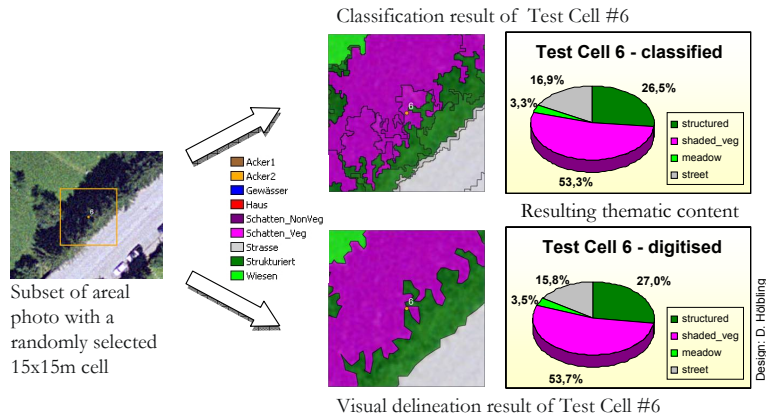 Classification result of Test Cell #6
Test Cell 6 - classified
16,9%
26,5%
3,3%
53,3%
structured
shaded_veg
meadow
street
6
6
Acker1
Acker2
Gewässer
Haus
Schatten_NonVeg
Schatten_Veg
Strasse
Strukturiert
Wiesen
Subset of areal
photo with a
randomly selected
15x15m cell
Resulting thematic content
Test Cell 6 - digitised
15,8%
27,0%
3,5%
53,7%
structured
shaded_veg
meadow
street
6
Design: D. Hölbling
Visual delineation result of Test Cell #6